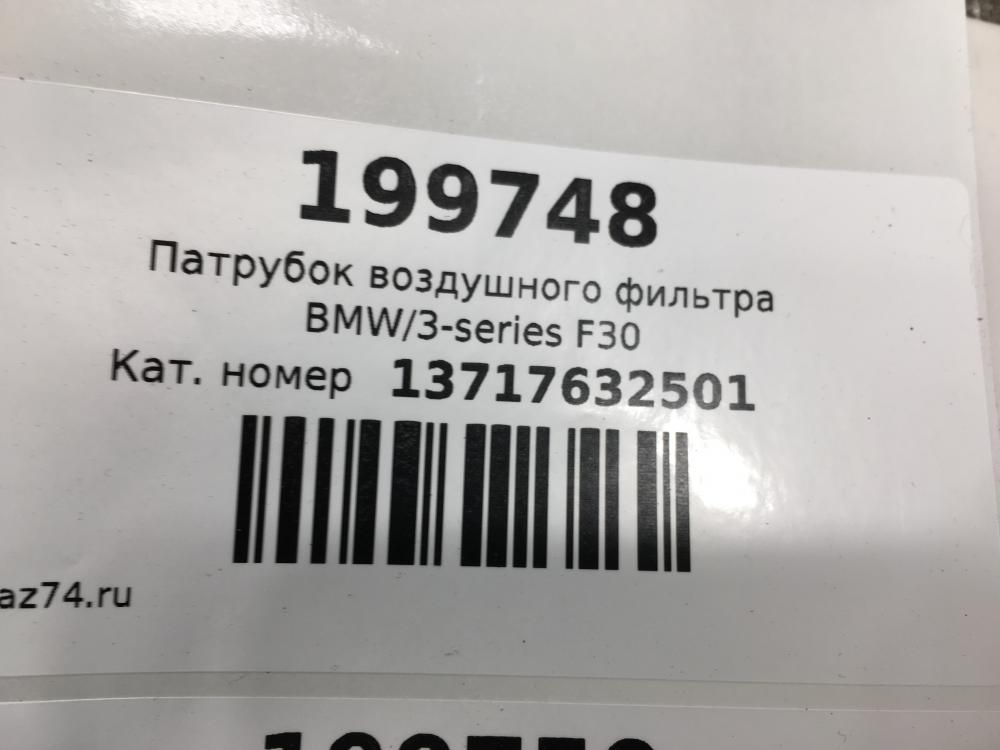 199748
Патрубок воздушного фильтра
BMW/3-series F30
Кат. номер 13717632501
az74.ru